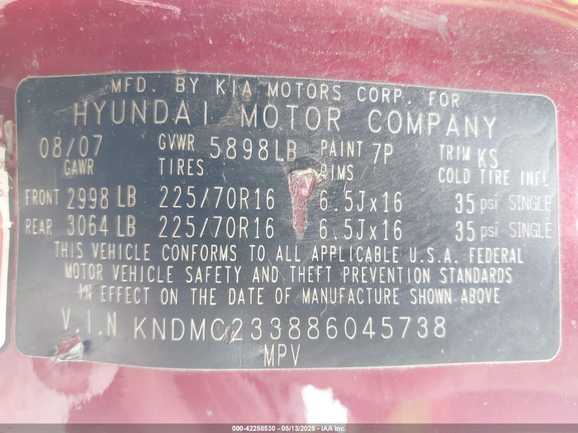 MFD. BY KIA MOTORS CORP. FOR
HYUNDAI MOTOR COMPANY
08/07 GVWR 5898LB PAINT 7P TRIM KS
GAWR TIRES RIMS COLD TIRE INFL.
FRONT 2998 LB 225/70R16 6.5Jx16 35 psi SINGLE
REAR 3064 LB 225/70R16 6.5Jx16 35 psi SINGLE
THIS VEHICLE CONFORMS TO ALL APPLICABLE U.S.A. FEDERAL
MOTOR VEHICLE SAFETY AND THEFT PREVENTION STANDARDS
IN EFFECT ON THE DATE OF MANUFACTURE SHOWN ABOVE
V.I.N KNDMC233886045738
MPV
000-42258530 - 05/13/2025 - IAA Inc.